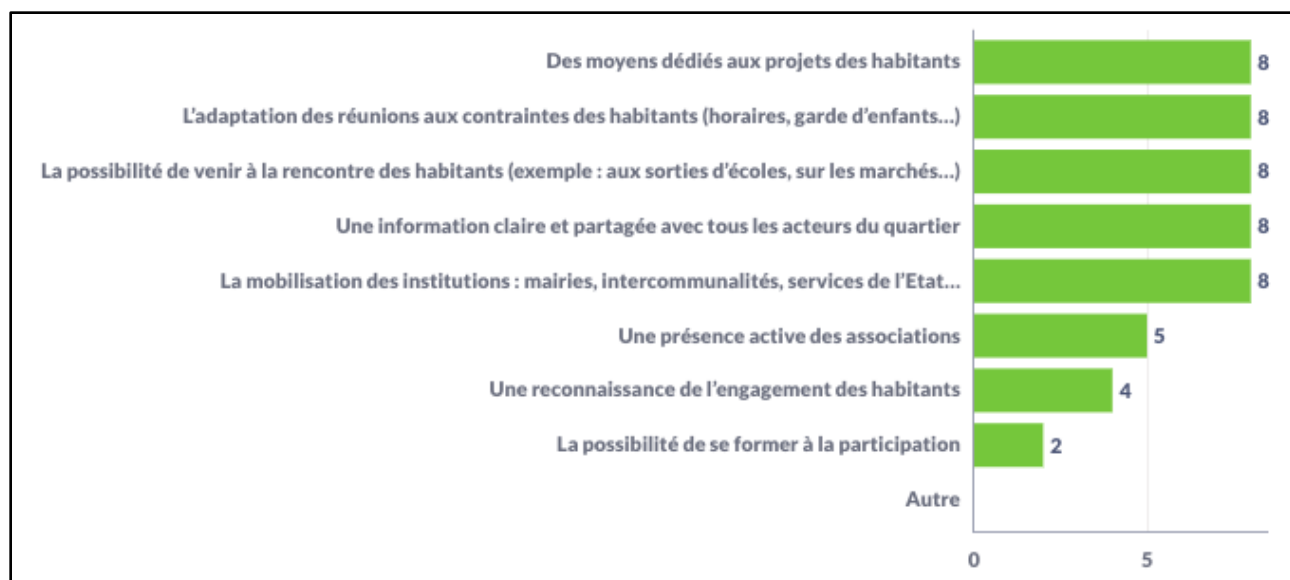 Des moyens dédiés aux projets des habitants 8
L’adaptation des réunions aux contraintes des habitants (horaires, garde d’enfants...) 8
La possibilité de venir à la rencontre des habitants (exemple : aux sorties d’écoles, sur les marchés...) 8
Une information claire et partagée avec tous les acteurs du quartier 8
La mobilisation des institutions : mairies, intercommunalités, services de l’Etat... 8
Une présence active des associations 5
Une reconnaissance de l’engagement des habitants 4
La possibilité de se former à la participation 2
Autre
0 5